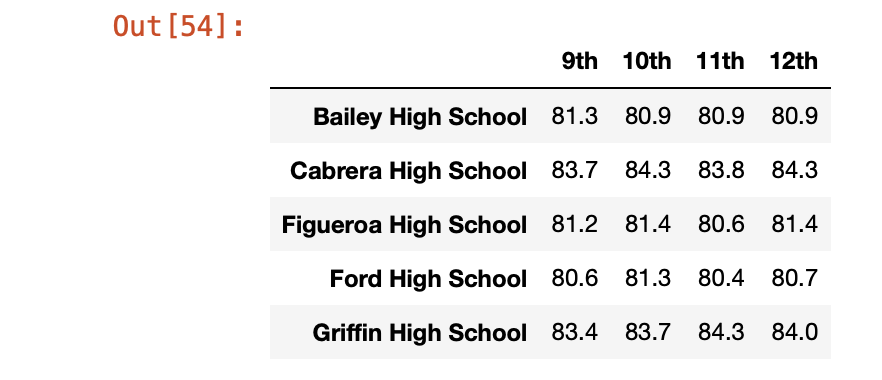 Out[54]:
9th 10th 11th 12th
Bailey High School 81.3 80.9 80.9 80.9
Cabrera High School 83.7 84.3 83.8 84.3
Figueroa High School 81.2 81.4 80.6 81.4
Ford High School 80.6 81.3 80.4 80.7
Griffin High School 83.4 83.7 84.3 84.0